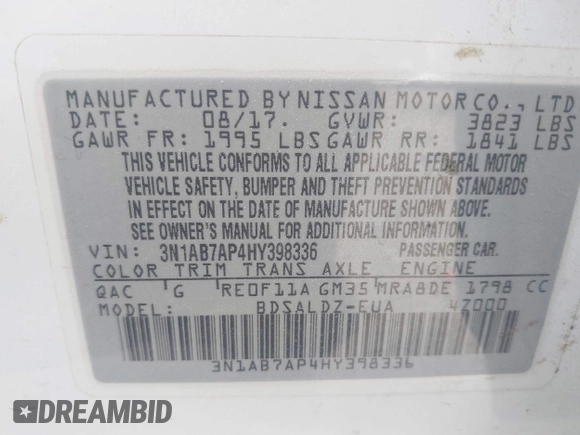 MANUFACTURED BY NISSAN MOTOR CO., LTD
DATE: 08/17. GVWR: 3823 LBS
GAWR FR: 1995 LBS GAWR RR: 1841 LBS
THIS VEHICLE CONFORMS TO ALL APPLICABLE FEDERAL MOTOR
VEHICLE SAFETY, BUMPER AND THEFT PREVENTION STANDARDS
IN EFFECT ON THE DATE OF MANUFACTURE SHOWN ABOVE.
SEE OWNER'S MANUAL FOR ADDITIONAL INFORMATION
VIN: 3N1AB7AP4HY398336 PASSENGER CAR.
COLOR TRIM TRANS AXLE ENGINE
QAC G RE0F11A GM35 MRA8DE 1798 CC
MODEL: BDSALDZ-EUA 4Z000
3N1AB7AP4HY398336
DREAMBID
dreambid.com